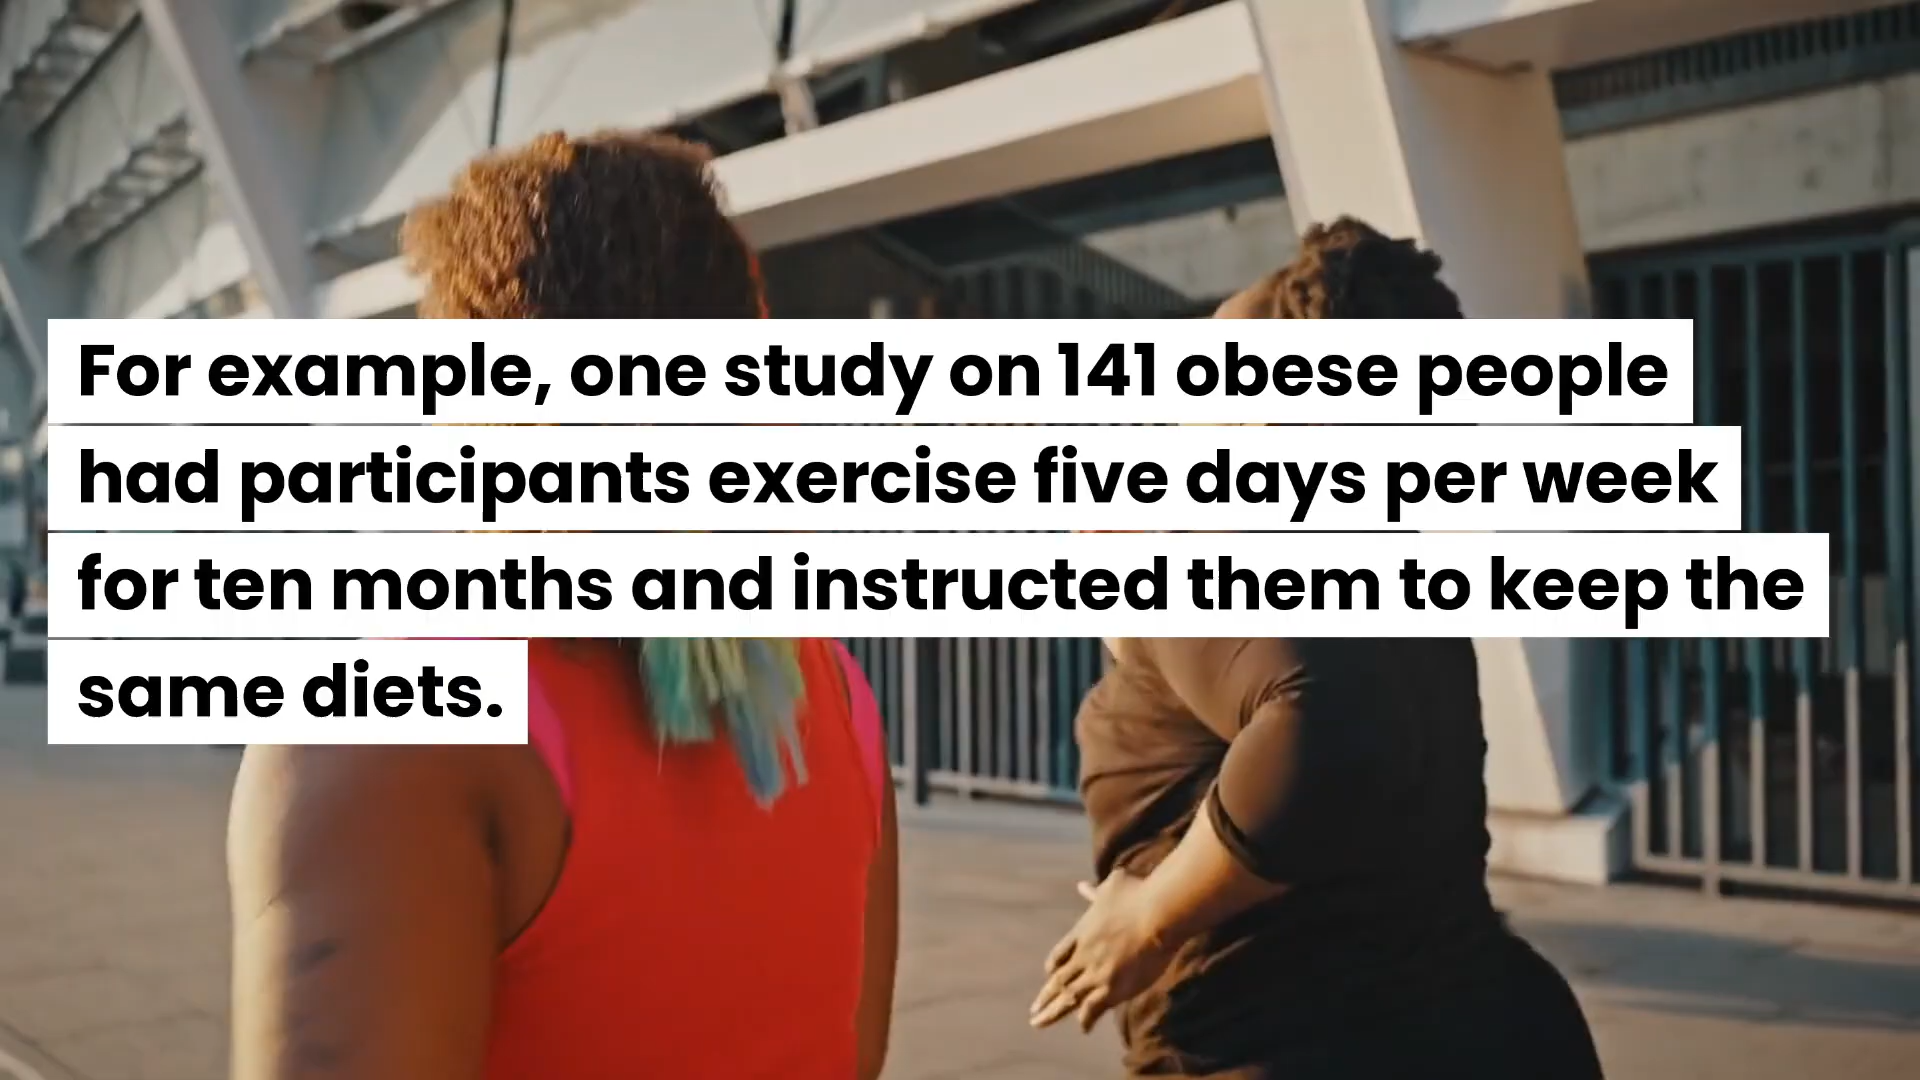 For example, one study on 141 obese people
had participants exercise five days per week
for ten months and instructed them to keep the
same diets.